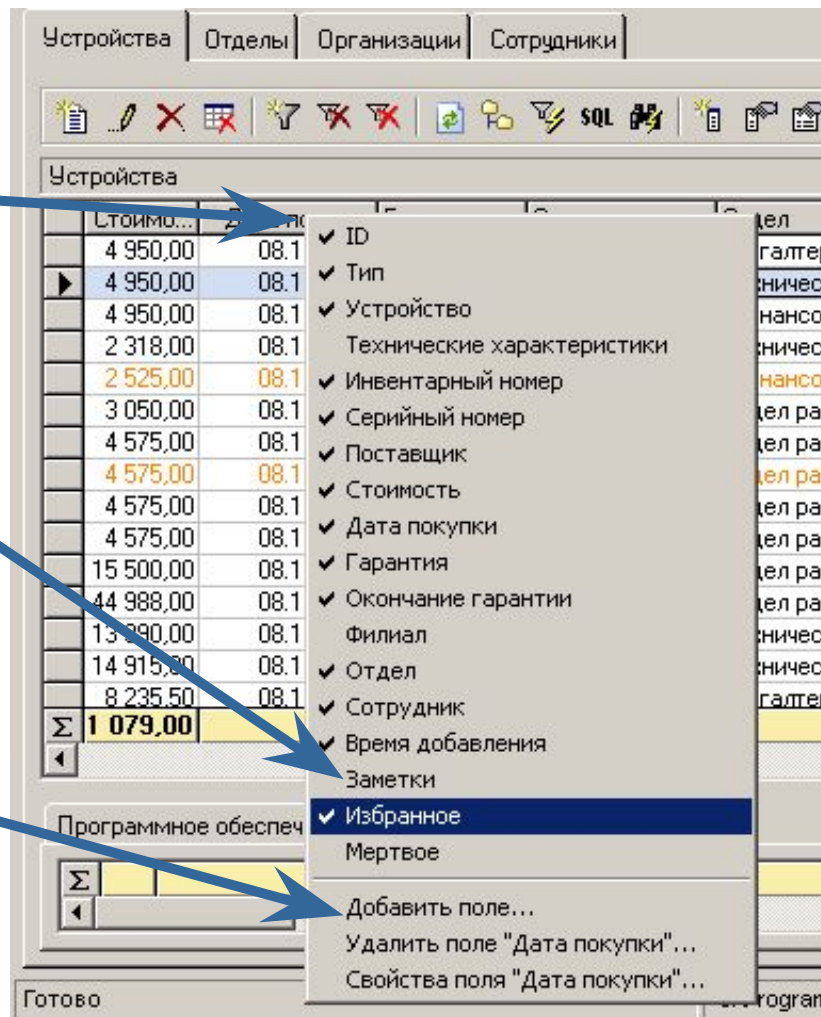 Устройства Отделы Организации Сотрудники
SQL
Устройства
Стоимо...
4 950,00 08.1
4 950,00 08.1
4 950,00 08.1
2 318,00 08.1
2 525,00 08.1
3 050,00 08.1
4 575,00 08.1
4 575,00 08.1
4 575,00 08.1
4 575,00 08.1
15 500,00 08.1
44 988,00 08.1
08.1
14 915,00 08.1
8 235,50 08.1
Σ 1 079,00
ID
Тип
Устройство
Технические характеристики
Инвентарный номер
Серийный номер
Поставщик
Стоимость
Дата покупки
Гарантия
Окончание гарантии
Филиал
Отдел
Сотрудник
Время добавления
Заметки
Избранное
Мертвое
Добавить поле...
Удалить поле "Дата покупки"...
Свойства поля "Дата покупки"...
Программное обеспеч
Σ
Готово